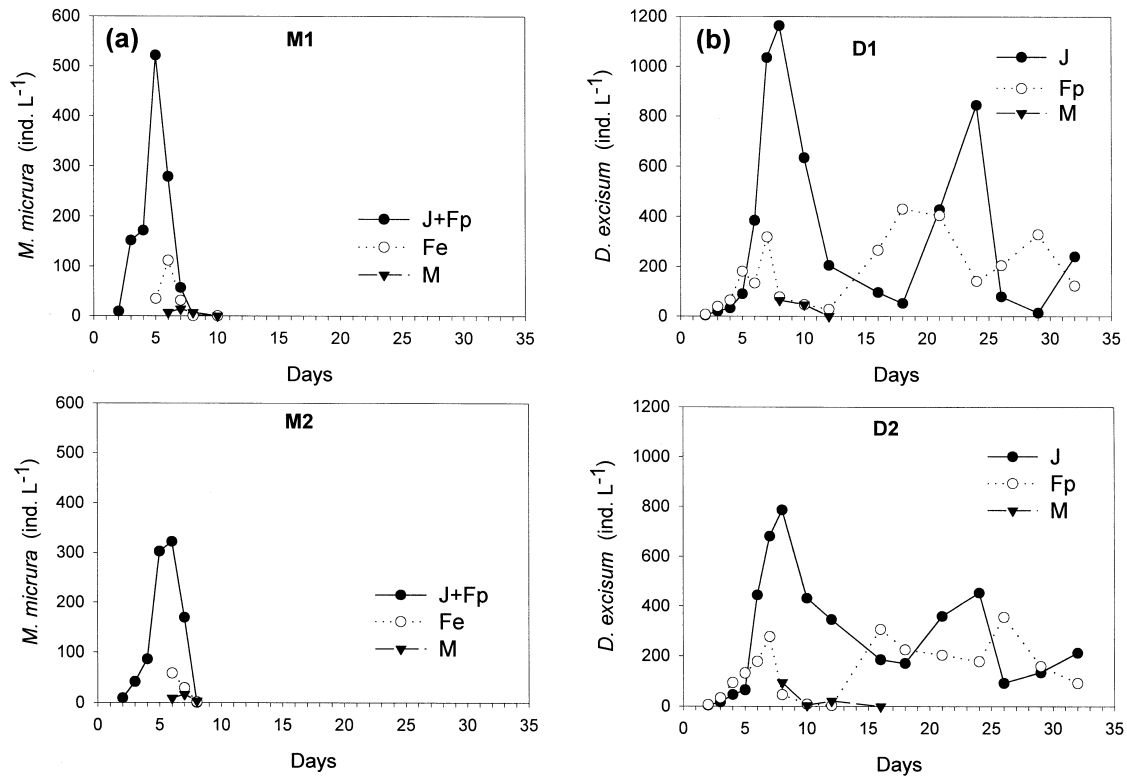 (a)
M1
M. micrura (ind. L-1)
600
500
400
300
200
100
0
J+Fp
Fe
M
0 5 10 15 20 25 30 35
Days
(b)
D1
D. excisum (ind. L-1)
1200
1000
800
600
400
200
0
J
Fp
M
0 5 10 15 20 25 30 35
Days
M2
M. micrura (ind. L-1)
600
500
400
300
200
100
0
J+Fp
Fe
M
0 5 10 15 20 25 30 35
Days
D2
D. excisum (ind. L-1)
1200
1000
800
600
400
200
0
J
Fp
M
0 5 10 15 20 25 30 35
Days